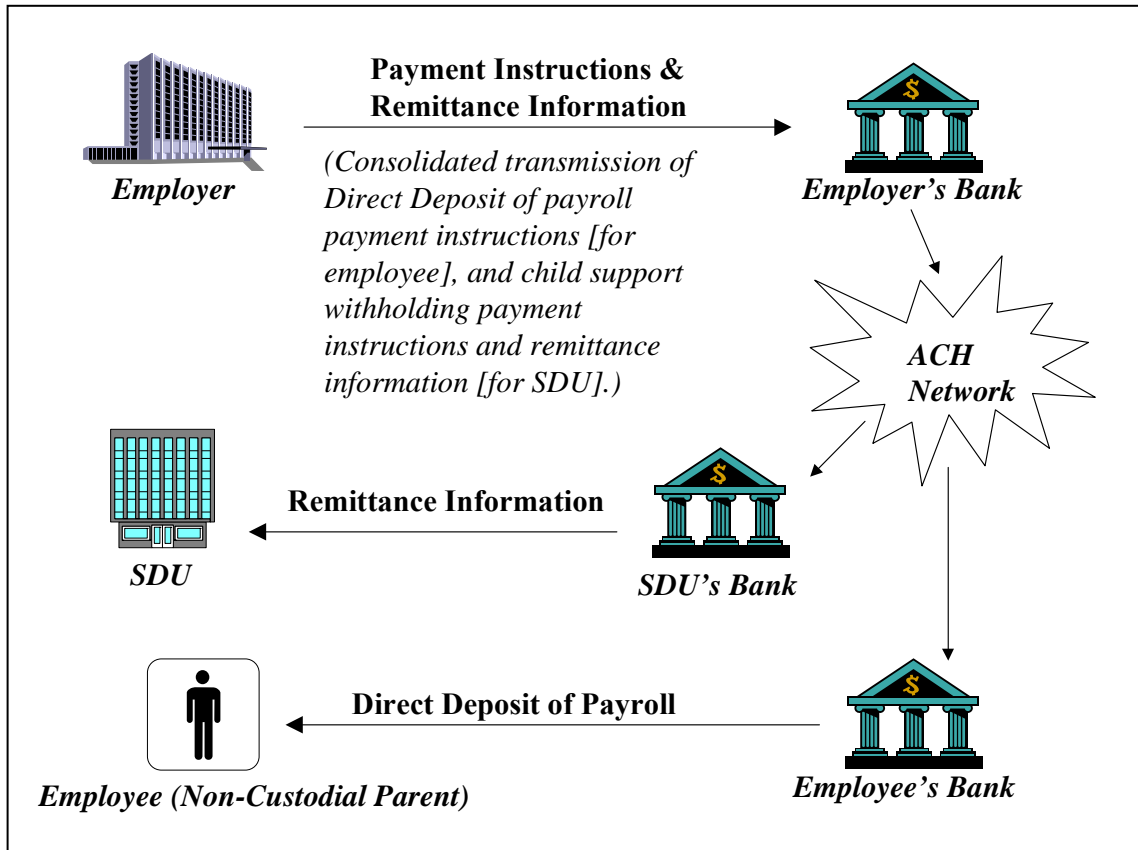 Payment Instructions &
Remittance Information
Employer
(Consolidated transmission of
Direct Deposit of payroll
payment instructions [for
employee], and child support
withholding payment
instructions and remittance
information [for SDU].)
$
Employer's Bank
ACH
Network
Remittance Information
SDU
$
SDU's Bank
Direct Deposit of Payroll
Employee (Non-Custodial Parent)
$
Employee's Bank